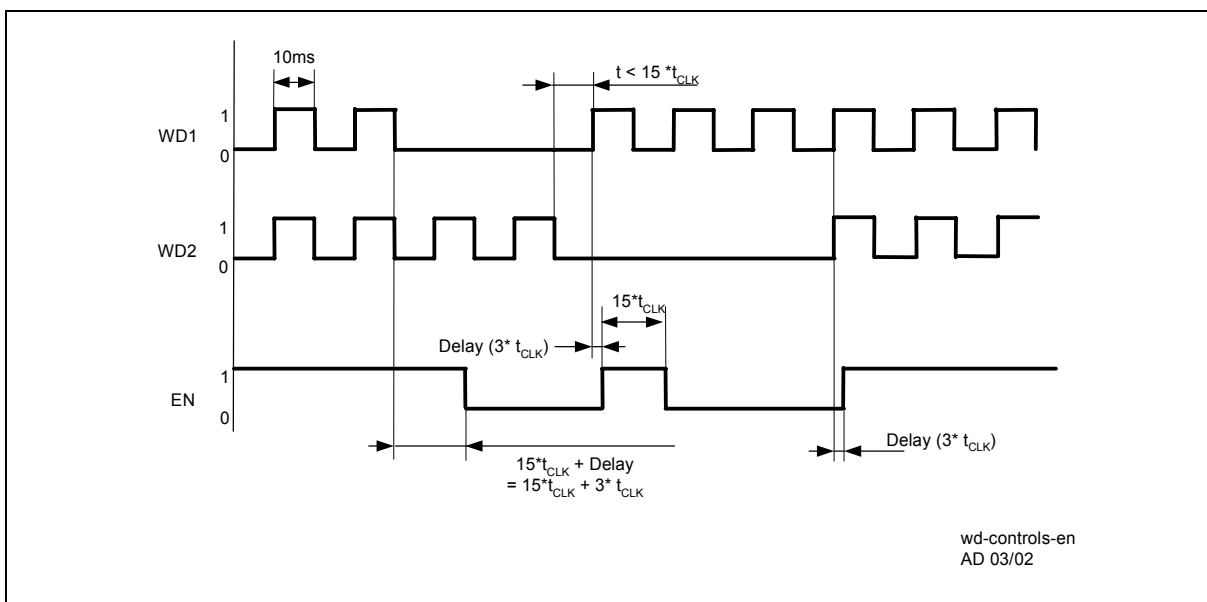 10ms
t < 15 *tCLK
1
WD1
0
1
WD2
0
15*tCLK
Delay (3* tCLK)
1
EN
0
Delay (3* tCLK)
15*tCLK + Delay
= 15*tCLK + 3* tCLK
wd-controls-en
AD 03/02